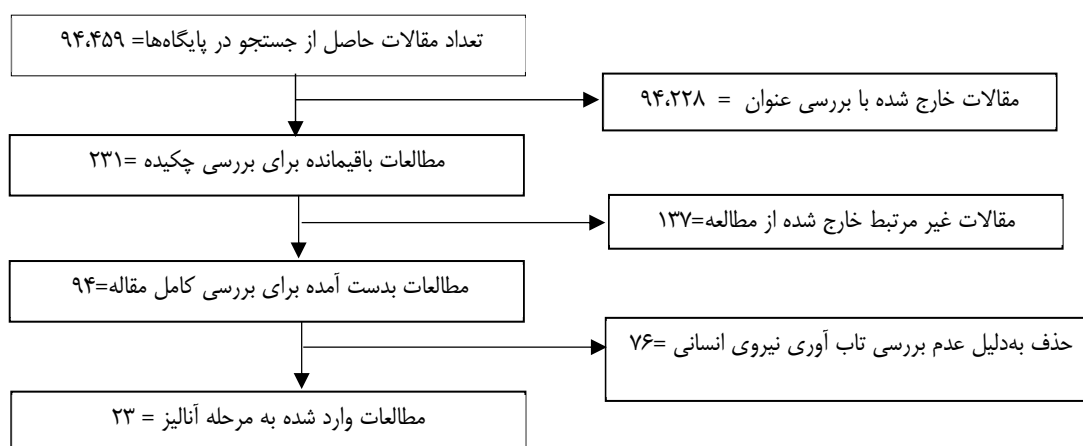 تعداد مقالات حاصل از جستجو در پایگاه‌ها= ۹۴،۴۵۹
مقالات خارج شده با بررسی عنوان = ۹۴،۲۲۸
مطالعات باقیمانده برای بررسی چکیده =۲۳۱
مقالات غیر مرتبط خارج شده از مطالعه=۱۳۷
مطالعات بدست آمده برای بررسی کامل مقاله=۹۴
حذف به‌دلیل عدم بررسی تاب آوری نیروی انسانی =۷۶
مطالعات وارد شده به مرحله آنالیز = ۲۳